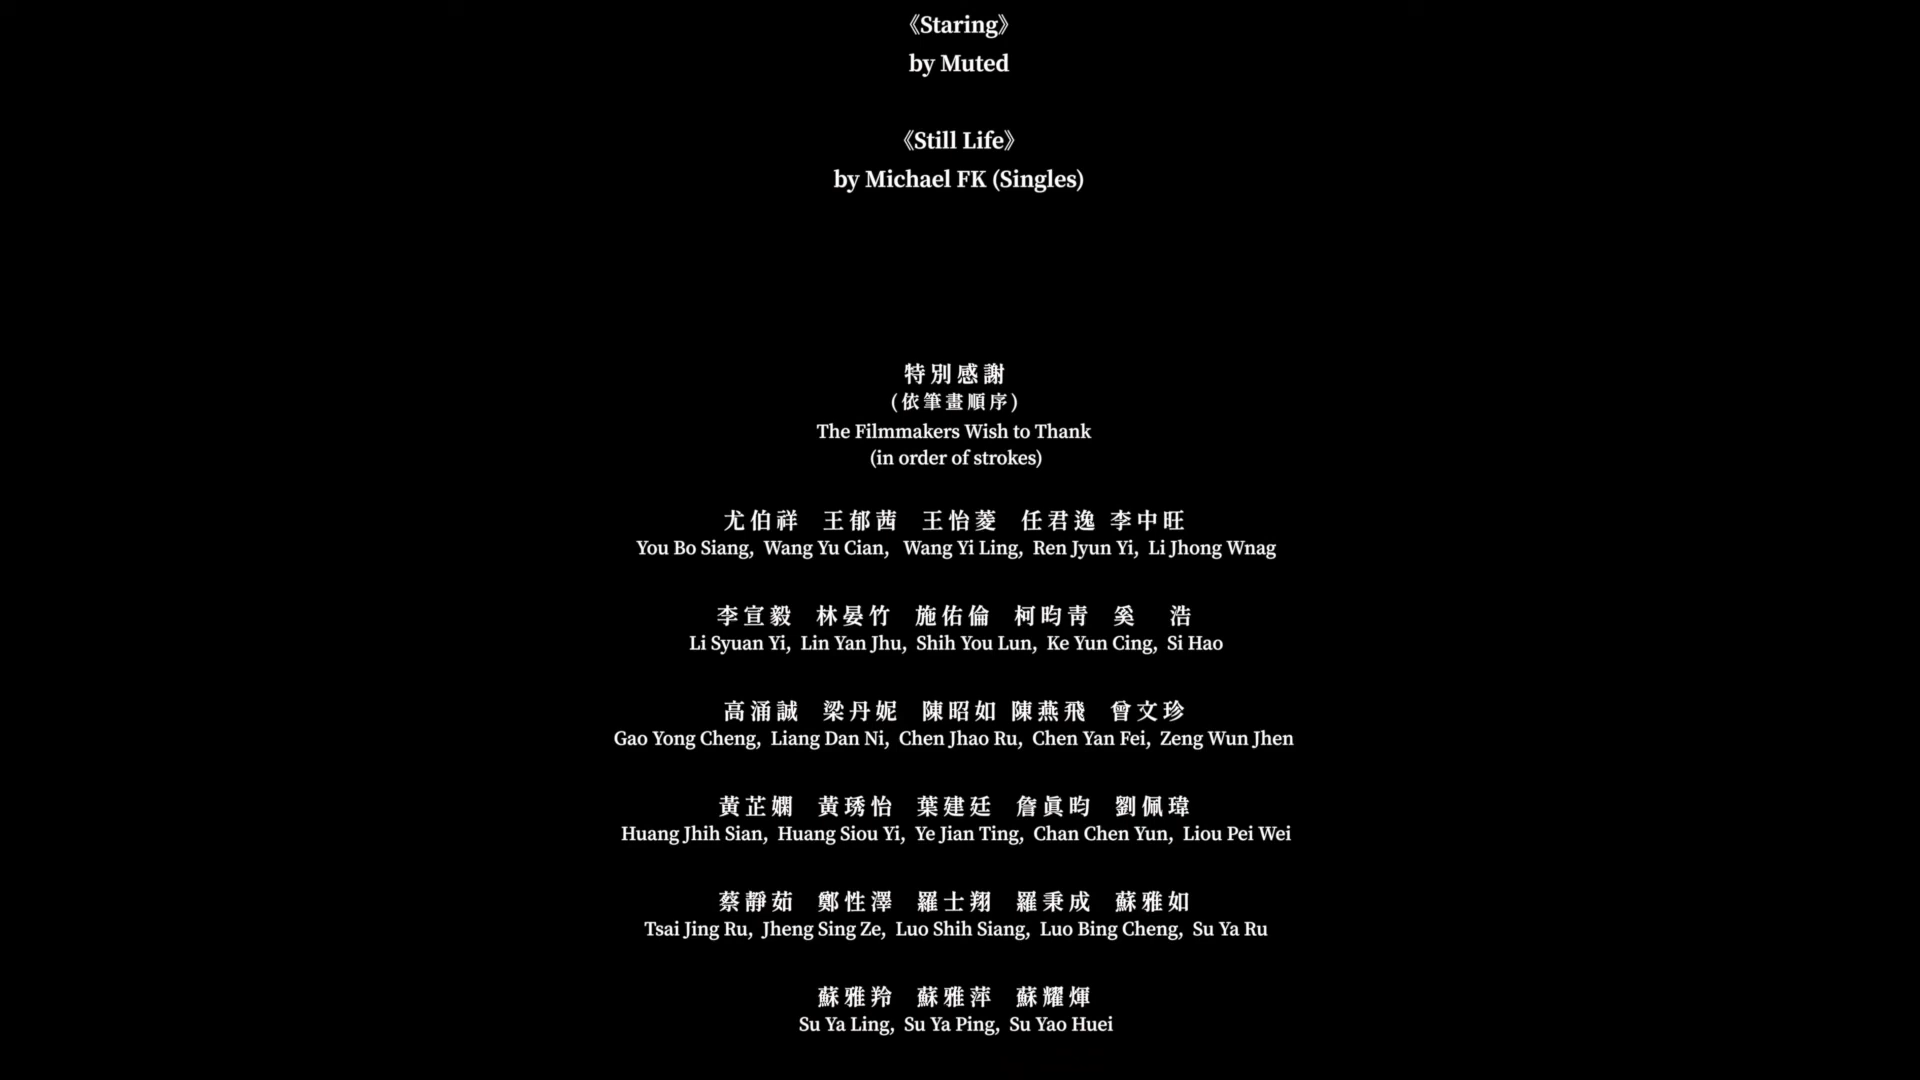 《Staring》
by Muted
《Still Life》
by Michael FK (Singles)
特別感謝
(依筆畫順序)
The Filmmakers Wish to Thank
(in order of strokes)
尤伯祥 王郁茜 王怡菱 任君逸 李中旺
You Bo Siang, Wang Yu Cian, Wang Yi Ling, Ren Jyun Yi, Li Jhong Wnag
李宣毅 林晏竹 施佑倫 柯昀青 奚 浩
Li Syuan Yi, Lin Yan Jhu, Shih You Lun, Ke Yun Cing, Si Hao
高涌誠 梁丹妮 陳昭如 陳燕飛 曾文珍
Gao Yong Cheng, Liang Dan Ni, Chen Jhao Ru, Chen Yan Fei, Zeng Wun Jhen
黃芷嫻 黃琇怡 葉建廷 詹眞昀 劉佩瑋
Huang Jhih Sian, Huang Siou Yi, Ye Jian Ting, Chan Chen Yun, Liou Pei Wei
蔡靜茹 鄭性澤 羅士翔 羅秉成 蘇雅如
Tsai Jing Ru, Jheng Sing Ze, Luo Shih Siang, Luo Bing Cheng, Su Ya Ru
蘇雅羚 蘇雅萍 蘇耀煇
Su Ya Ling, Su Ya Ping, Su Yao Huei